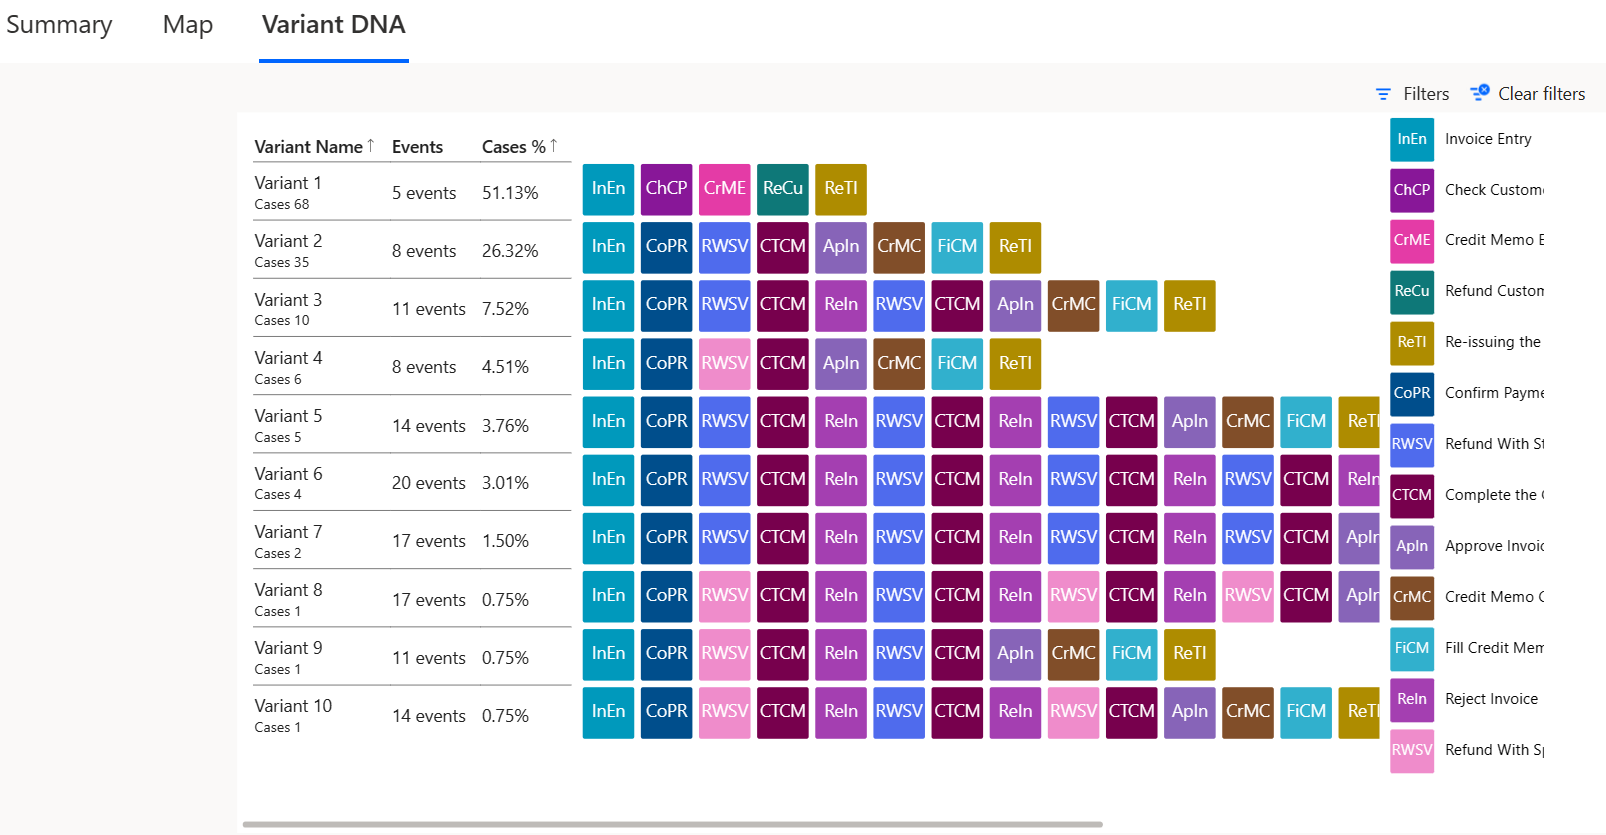 Summary Map Variant DNA
Filters Clear filters
Variant Name↑ Events Cases %↑
Variant 1 5 events 51.13% InEn ChCP CrME ReCu ReTI
Cases 68
Variant 2 8 events 26.32% InEn CoPR RWSV CTCM ApIn CrMC FiCM ReTI
Cases 35
Variant 3 11 events 7.52% InEn CoPR RWSV CTCM ReIn RWSV CTCM ApIn CrMC FiCM ReTI
Cases 10
Variant 4 8 events 4.51% InEn CoPR RWSV CTCM ApIn CrMC FiCM ReTI
Cases 6
Variant 5 14 events 3.76% InEn CoPR RWSV CTCM ReIn RWSV CTCM ReIn RWSV CTCM ApIn CrMC FiCM ReTI
Cases 5
Variant 6 20 events 3.01% InEn CoPR RWSV CTCM ReIn RWSV CTCM ReIn RWSV CTCM ReIn RWSV CTCM ReIn
Cases 4
Variant 7 17 events 1.50% InEn CoPR RWSV CTCM ReIn RWSV CTCM ReIn RWSV CTCM ReIn RWSV CTCM ApIn
Cases 2
Variant 8 17 events 0.75% InEn CoPR RWSV CTCM ReIn RWSV CTCM ReIn RWSV CTCM ReIn RWSV CTCM ApIn
Cases 1
Variant 9 11 events 0.75% InEn CoPR RWSV CTCM ReIn RWSV CTCM ApIn CrMC FiCM ReTI
Cases 1
Variant 10 14 events 0.75% InEn CoPR RWSV CTCM ReIn RWSV CTCM ReIn RWSV CTCM ApIn CrMC FiCM ReTI
Cases 1
InEn Invoice Entry
ChCP Check Custome
CrME Credit Memo E
ReCu Refund Custom
ReTI Re-issuing the
CoPR Confirm Payme
RWSV Refund With St
CTCM Complete the
ApIn Approve Invoic
CrMC Credit Memo C
FiCM Fill Credit Mem
ReIn Reject Invoice
RWSV Refund With Sp